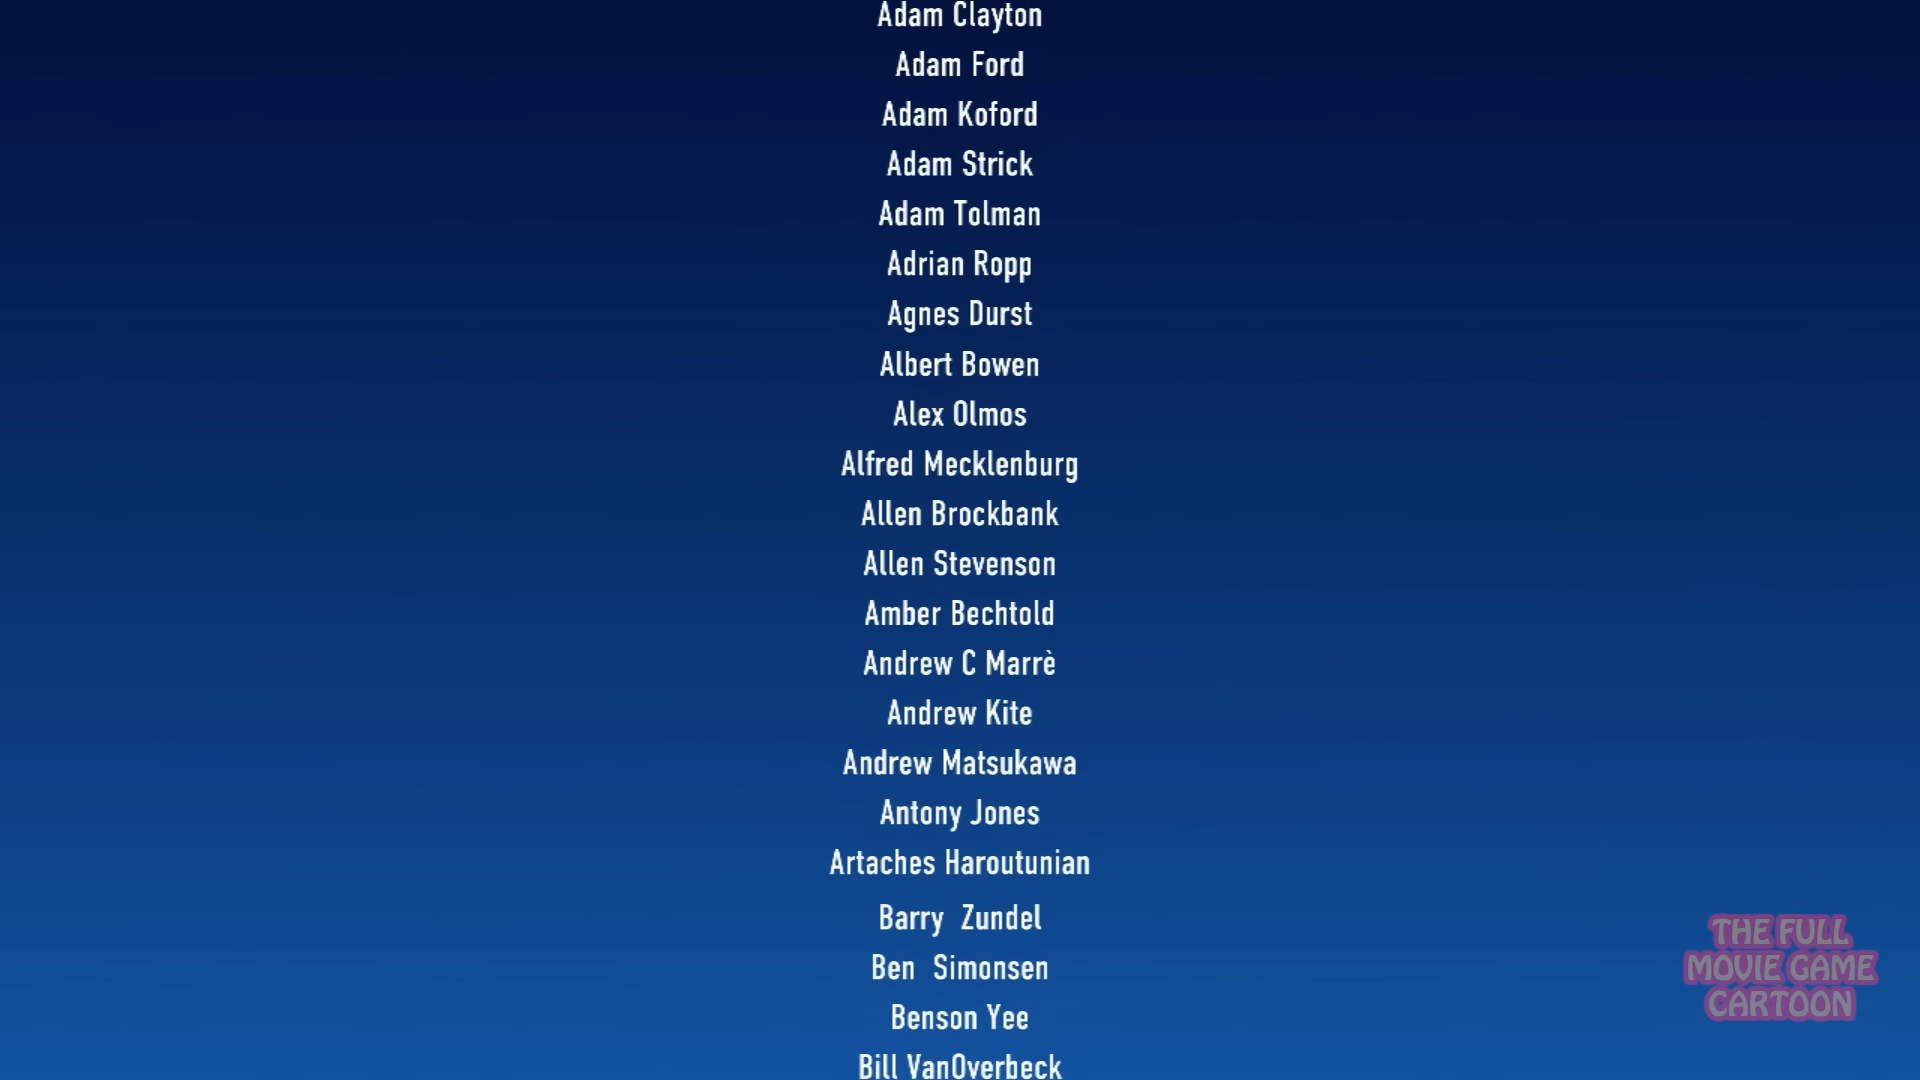 Adam Clayton
Adam Ford
Adam Koford
Adam Strick
Adam Tolman
Adrian Ropp
Agnes Durst
Albert Bowen
Alex Olmos
Alfred Mecklenburg
Allen Brockbank
Allen Stevenson
Amber Bechtold
Andrew C Marrè
Andrew Kite
Andrew Matsukawa
Antony Jones
Artaches Haroutunian
Barry  Zundel
Ben  Simonsen
Benson Yee
Bill VanOverbeck
THE FULL
MOVIE GAME
CARTOON